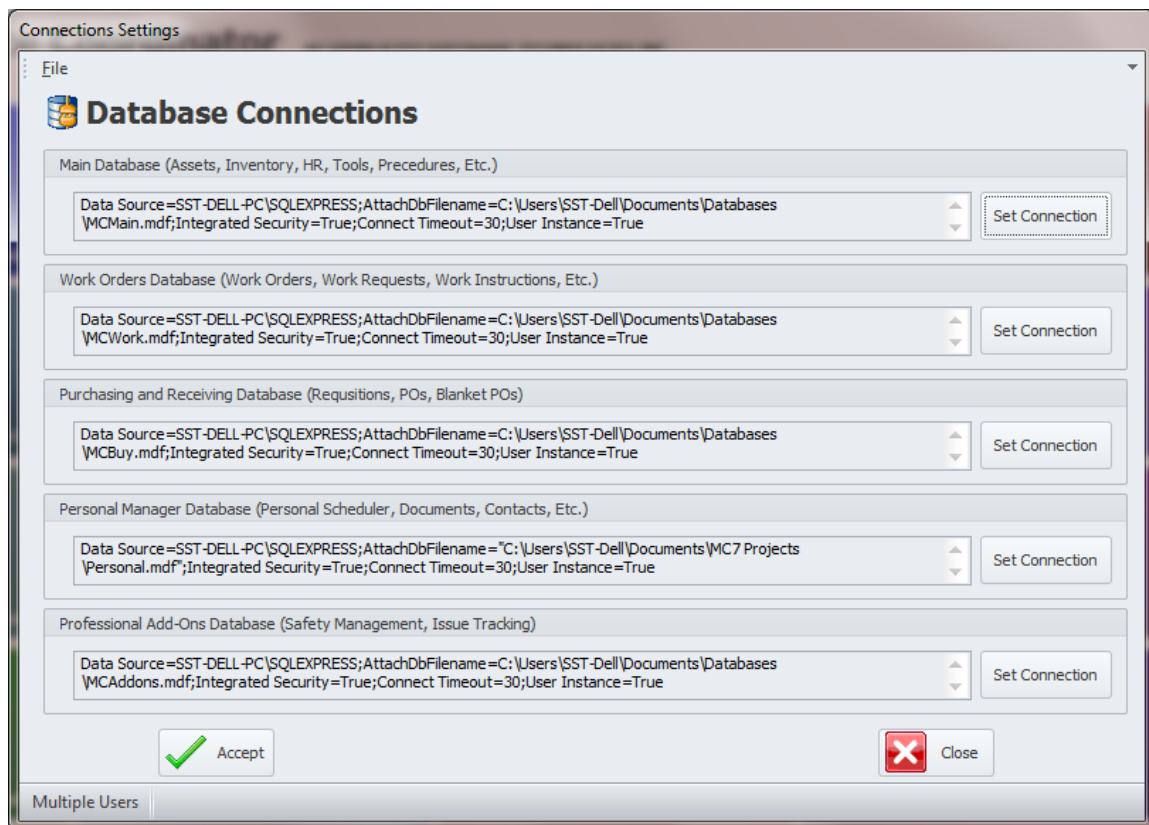 Connections Settings
File
Database Connections
Main Database (Assets, Inventory, HR, Tools, Precedures, Etc.)
Data Source=SST-DELL-PC\SQLEXPRESS;AttachDbFilename=C:\Users\SST-Dell\Documents\Databases
\MCMain.mdf;Integrated Security=True;Connect Timeout=30;User Instance=True
Set Connection
Work Orders Database (Work Orders, Work Requests, Work Instructions, Etc.)
Data Source=SST-DELL-PC\SQLEXPRESS;AttachDbFilename=C:\Users\SST-Dell\Documents\Databases
\MCWork.mdf;Integrated Security=True;Connect Timeout=30;User Instance=True
Set Connection
Purchasing and Receiving Database (Requsitions, POs, Blanket POs)
Data Source=SST-DELL-PC\SQLEXPRESS;AttachDbFilename=C:\Users\SST-Dell\Documents\Databases
\MCBuy.mdf;Integrated Security=True;Connect Timeout=30;User Instance=True
Set Connection
Personal Manager Database (Personal Scheduler, Documents, Contacts, Etc.)
Data Source=SST-DELL-PC\SQLEXPRESS;AttachDbFilename="C:\Users\SST-Dell\Documents\MC7 Projects
\Personal.mdf";Integrated Security=True;Connect Timeout=30;User Instance=True
Set Connection
Professional Add-Ons Database (Safety Management, Issue Tracking)
Data Source=SST-DELL-PC\SQLEXPRESS;AttachDbFilename=C:\Users\SST-Dell\Documents\Databases
\MCAddons.mdf;Integrated Security=True;Connect Timeout=30;User Instance=True
Set Connection
Accept
Close
Multiple Users